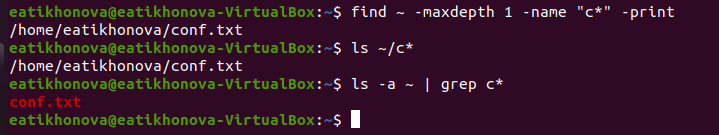 eatikhonova@eatikhonova-VirtualBox:~$ find ~ -maxdepth 1 -name "c*" -print
/home/eatikhonova/conf.txt
eatikhonova@eatikhonova-VirtualBox:~$ ls ~/c*
/home/eatikhonova/conf.txt
eatikhonova@eatikhonova-VirtualBox:~$ ls -a ~ | grep c*
conf.txt
eatikhonova@eatikhonova-VirtualBox:~$